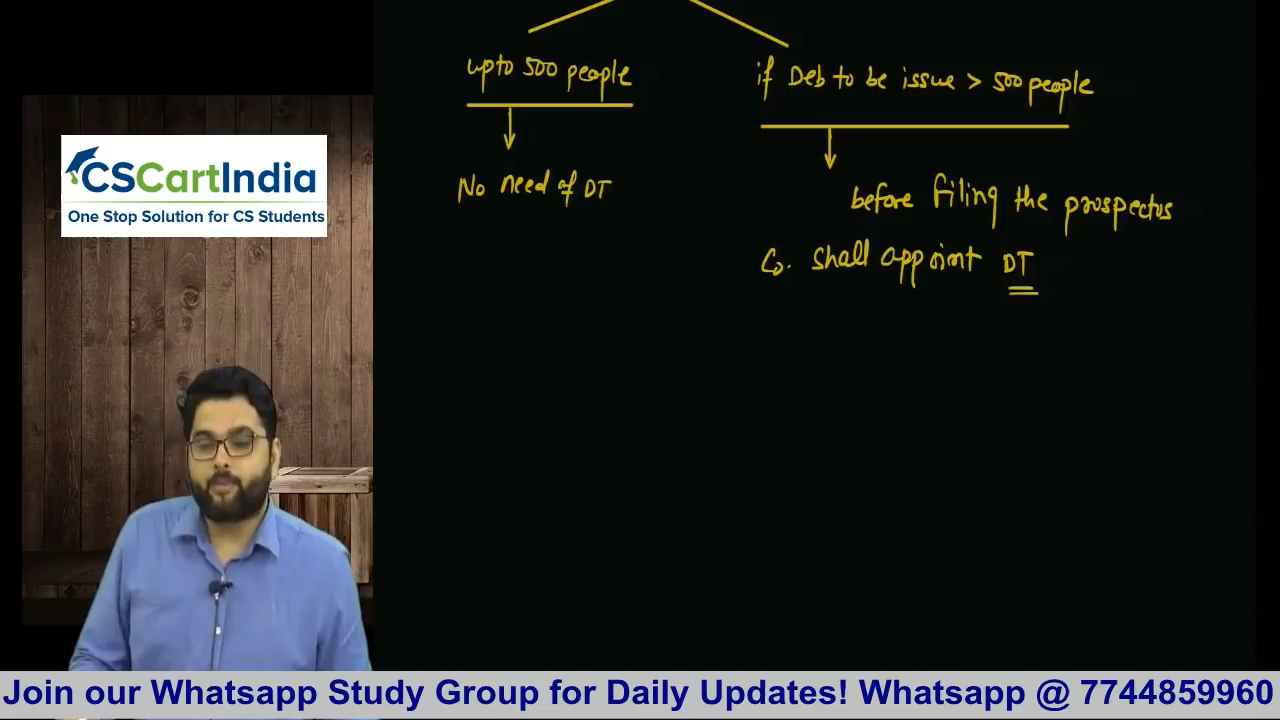 upto 500 people
if Deb to be issue > 500 people
No need of DT
before filing the prospectus
Co. shall appoint DT
CSCartIndia
One Stop Solution for CS Students
Join our Whatsapp Study Group for Daily Updates! Whatsapp @ 7744859960